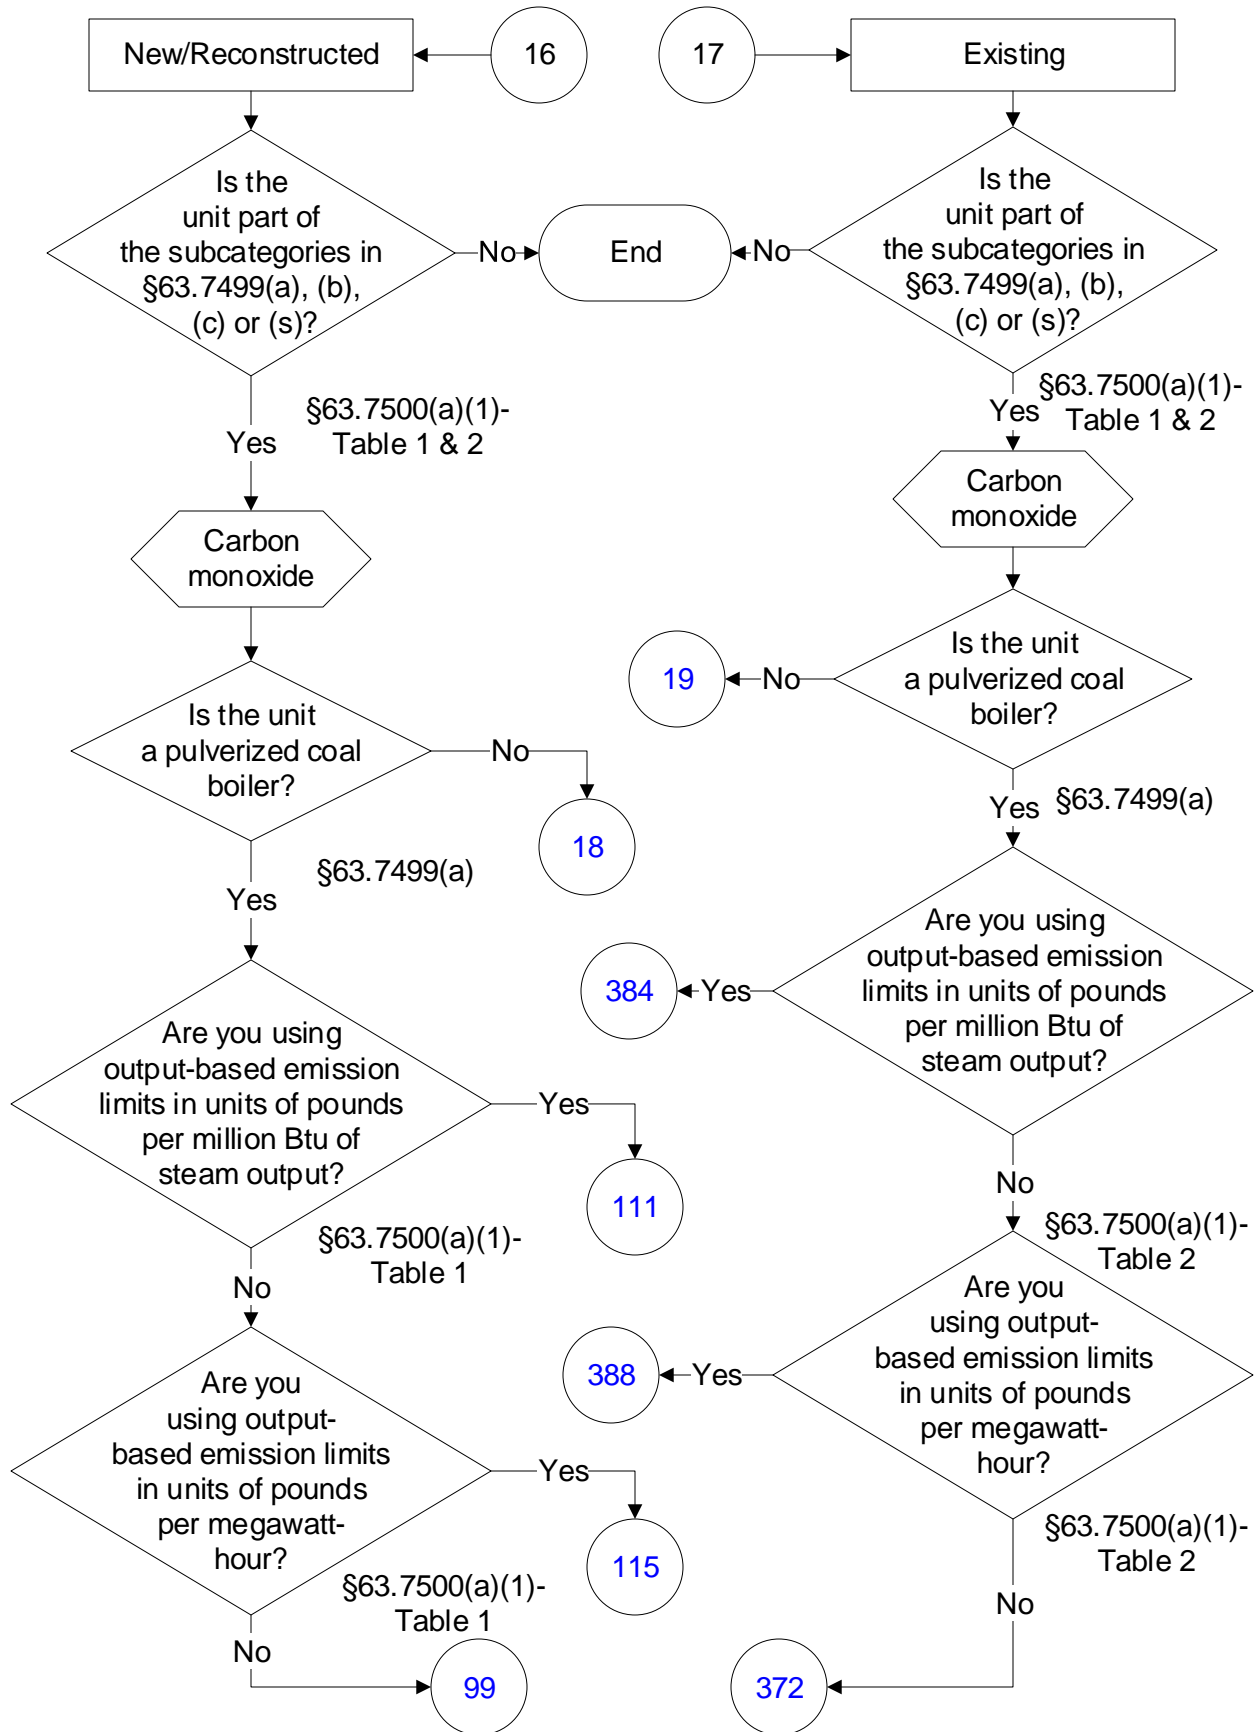 New/Reconstructed
16
17
Existing
Is the
unit part of
the subcategories in
§63.7499(a), (b),
(c) or (s)?
No
End
No
Is the
unit part of
the subcategories in
§63.7499(a), (b),
(c) or (s)?
Yes
§63.7500(a)(1)-
Table 1 & 2
Yes
§63.7500(a)(1)-
Table 1 & 2
Carbon
monoxide
Carbon
monoxide
Is the unit
a pulverized coal
boiler?
No
18
19
No
Is the unit
a pulverized coal
boiler?
Yes
§63.7499(a)
Yes
§63.7499(a)
Are you using
output-based emission
limits in units of pounds
per million Btu of
steam output?
Yes
111
384
Yes
Are you using
output-based emission
limits in units of pounds
per million Btu of
steam output?
No
§63.7500(a)(1)-
Table 1
No
§63.7500(a)(1)-
Table 2
Are you
using output-
based emission limits
in units of pounds
per megawatt-
hour?
Yes
115
388
Yes
Are you
using output-
based emission limits
in units of pounds
per megawatt-
hour?
No
§63.7500(a)(1)-
Table 1
99
§63.7500(a)(1)-
Table 2
No
372